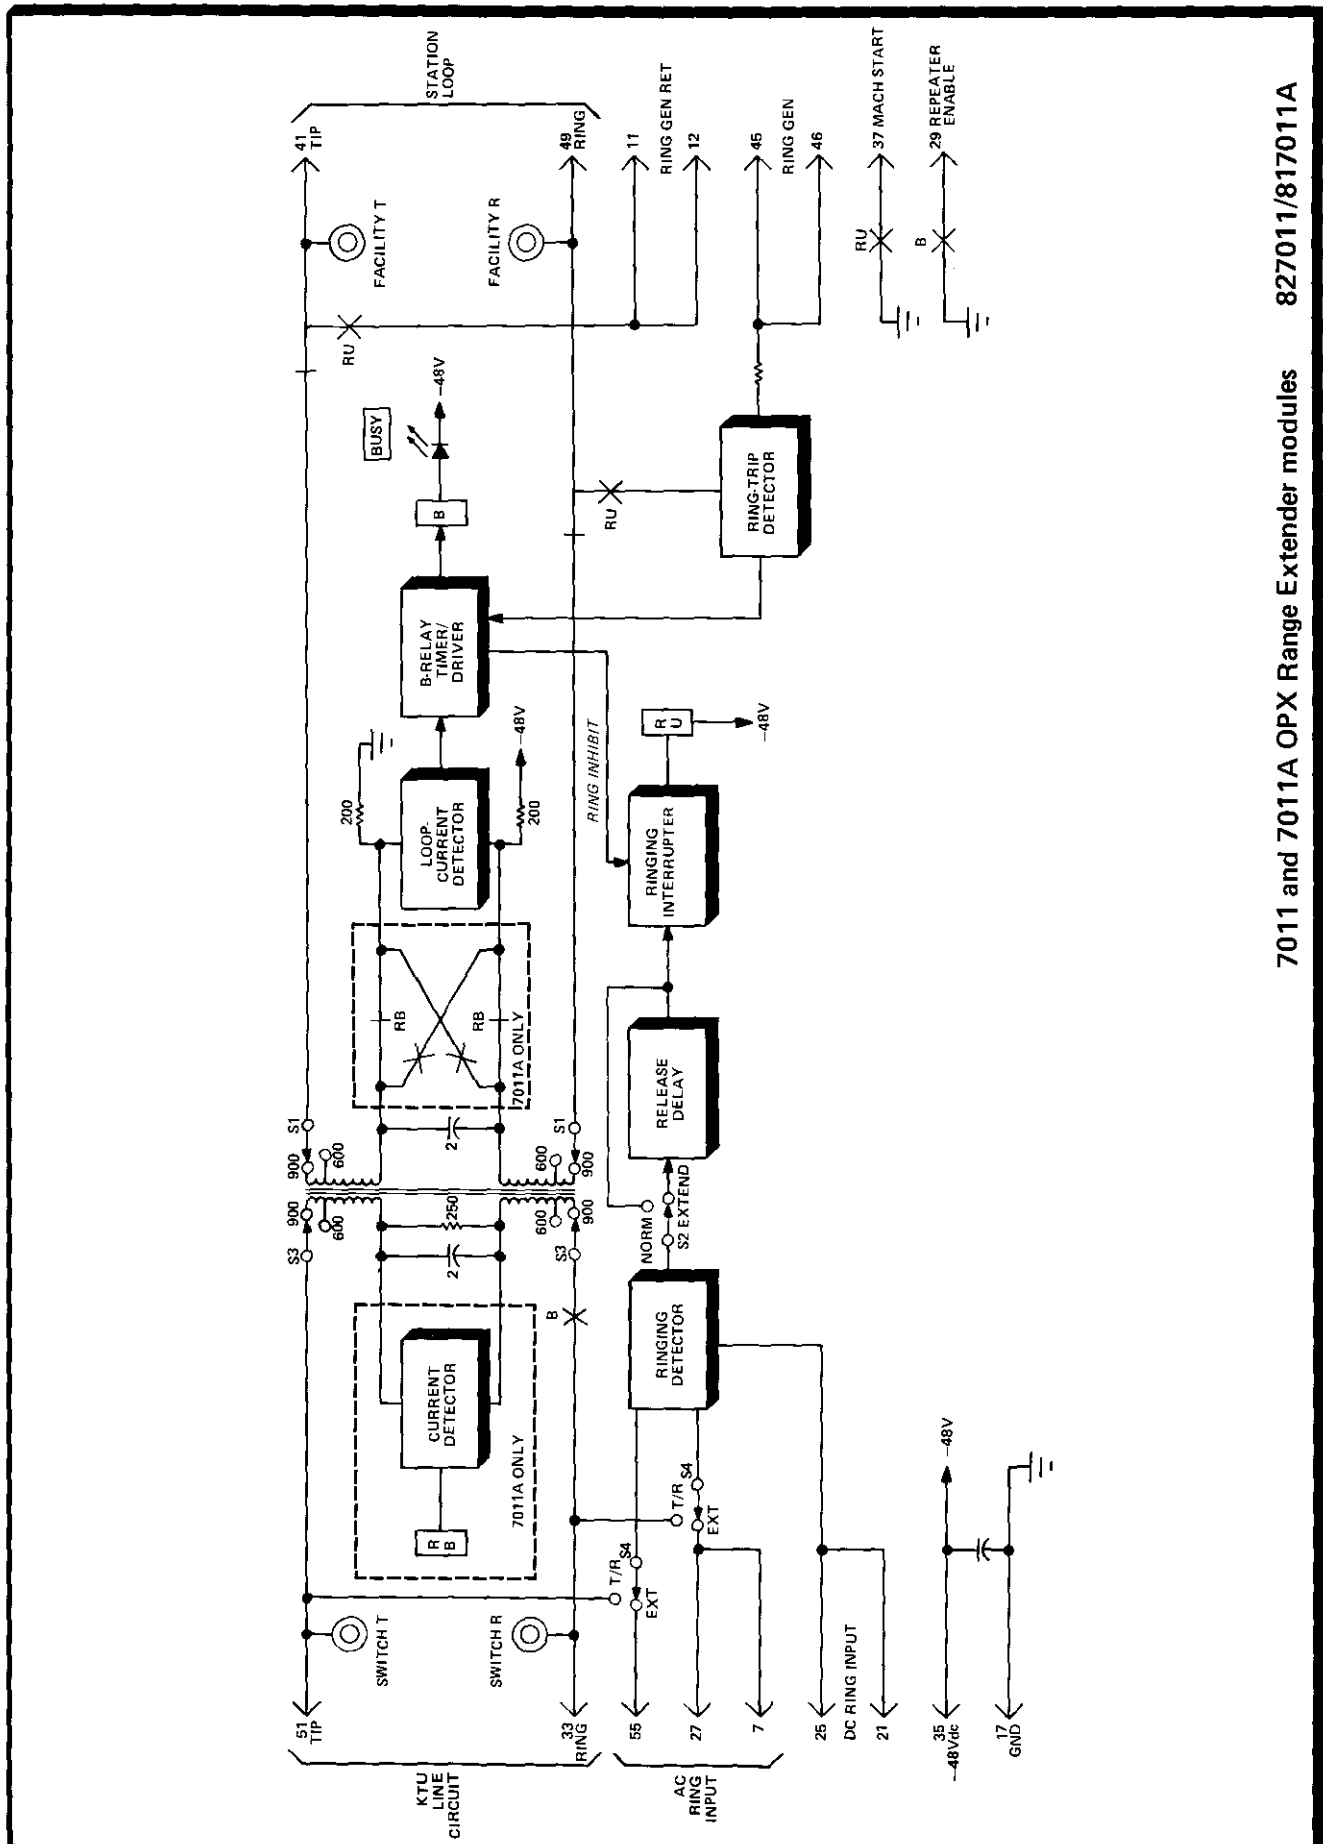 51
TIP
KTU
LINE
CIRCUIT
33
RING
SWITCH T
SWITCH R
R
B
CURRENT
DETECTOR
7011A ONLY
B
S3
S3
900
600
600
900
2
250
900
600
600
900
S1
S1
2
RB
RB
7011A ONLY
200
LOOP-
CURRENT
DETECTOR
200
-48V
B-RELAY
TIMER/
DRIVER
B
BUSY
-48V
RING INHIBIT
RU
RU
FACILITY T
FACILITY R
41
TIP
STATION
LOOP
49
RING
AC
RING
INPUT
55
27
7
T/R
S4
EXT
T/R
S4
EXT
RINGING
DETECTOR
NORM
S2 EXTEND
RELEASE
DELAY
RINGING
INTERRUPTER
R
U
-48V
RING-TRIP
DETECTOR
11
RING GEN RET
12
45
RING GEN
46
RU
37 MACH START
B
29 REPEATER
ENABLE
25
DC RING INPUT
21
35
-48Vdc
17
GND
-48V
7011 and 7011A OPX Range Extender modules 827011/817011A